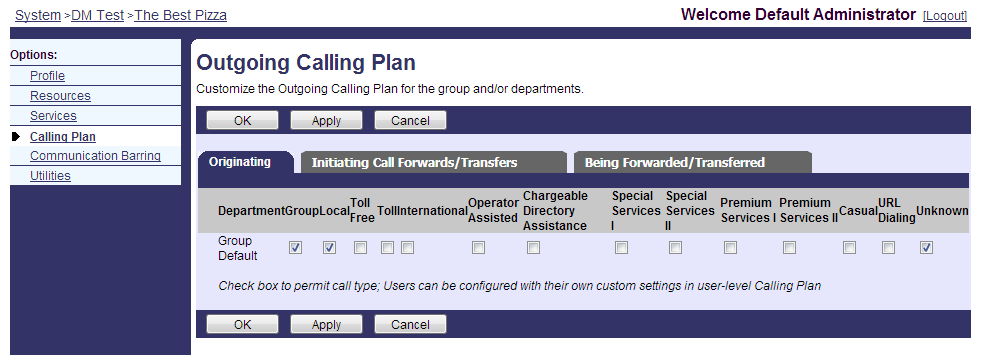 System >DM Test >The Best Pizza
Welcome Default Administrator [Logout]
Options:
Profile
Resources
Services
Calling Plan
Communication Barring
Utilities
Outgoing Calling Plan
Customize the Outgoing Calling Plan for the group and/or departments.
OK Apply Cancel
Originating Initiating Call Forwards/Transfers Being Forwarded/Transferred
Department Group Local Toll Free Toll International Operator Assisted Chargeable Directory Assistance Special Services I Special Services II Premium Services I Premium Services II Casual URL Dialing Unknown
Group
Default
Check box to permit call type; Users can be configured with their own custom settings in user-level Calling Plan
OK Apply Cancel